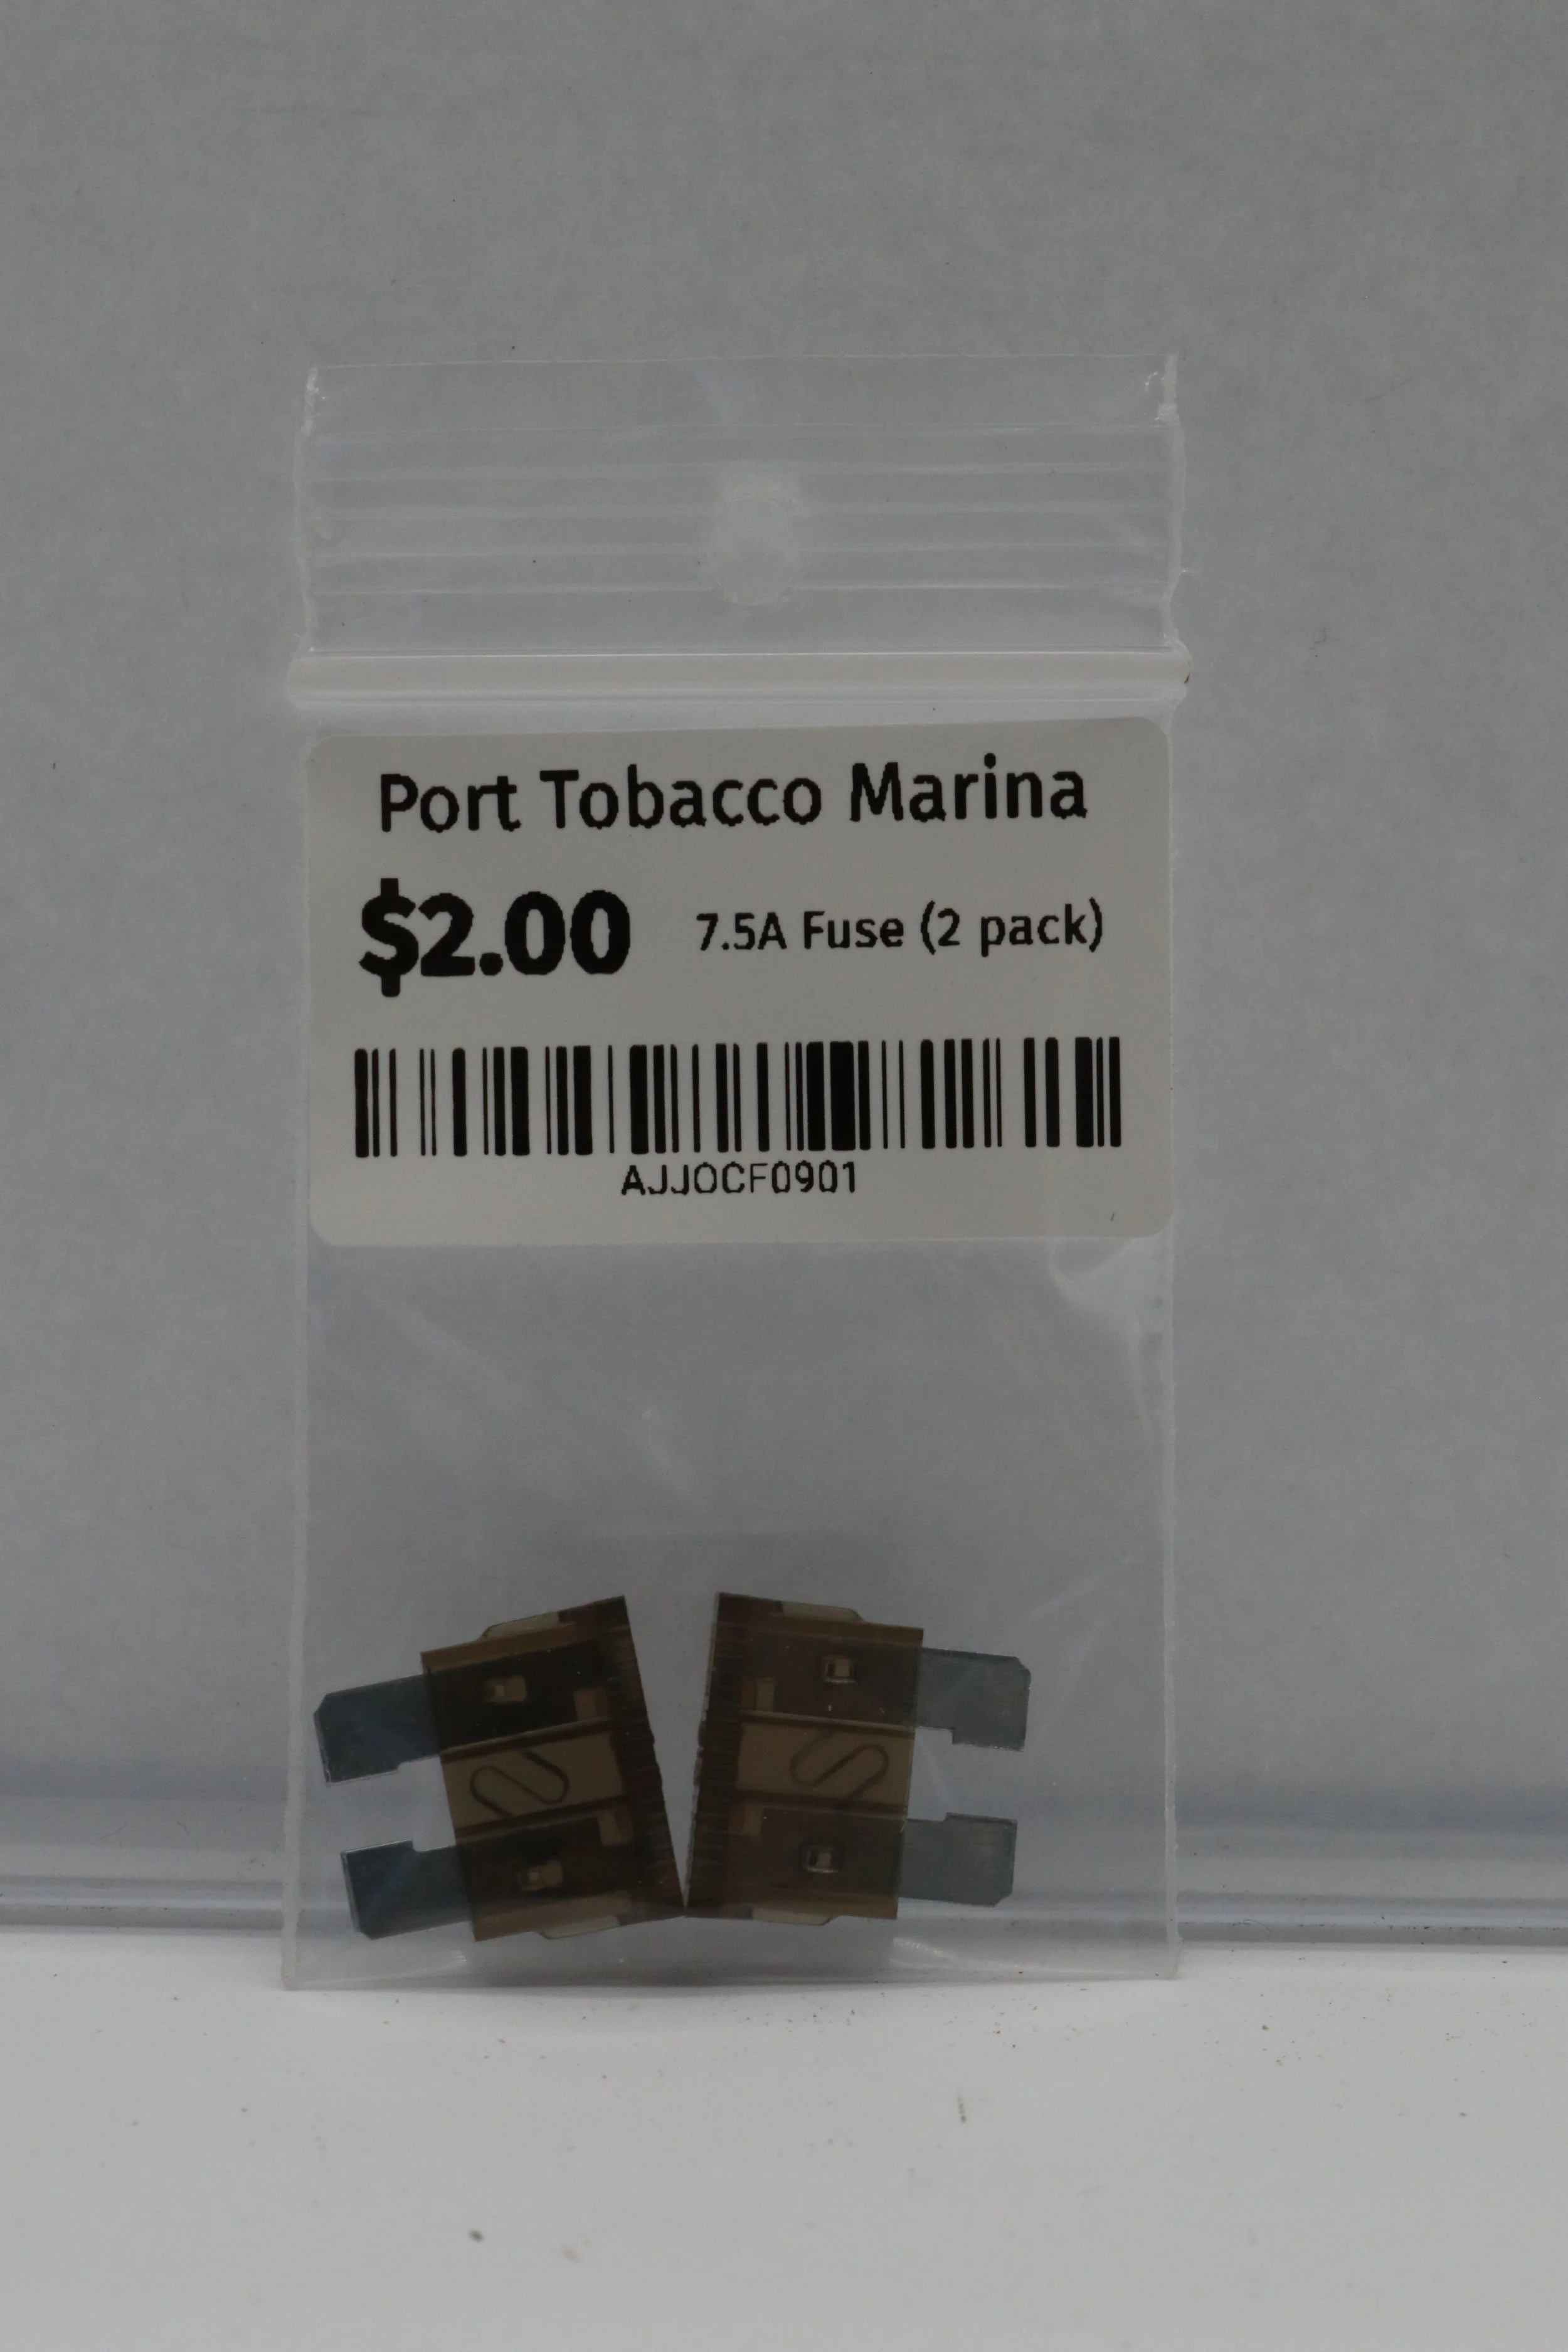 Port Tobacco Marina
$2.00 7.5A Fuse (2 pack)
AJJOCF0901